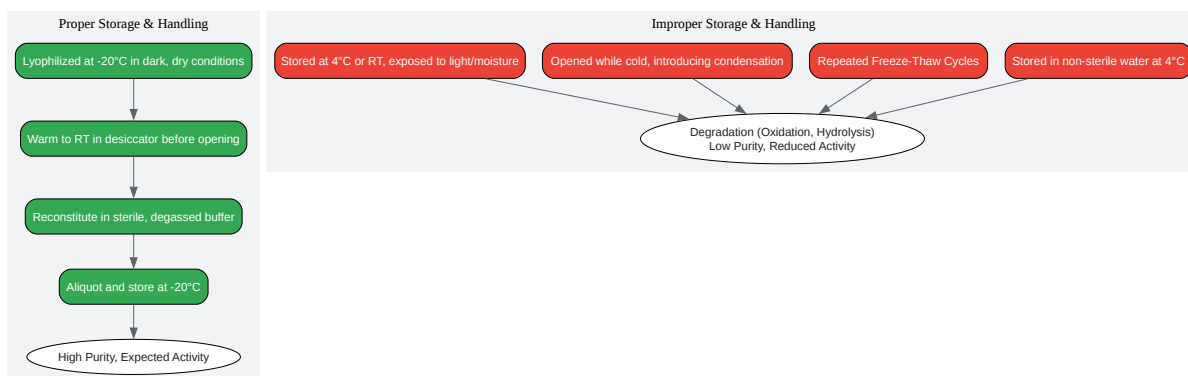 Proper Storage & Handling
Lyophilized at -20°C in dark, dry conditions
Warm to RT in desiccator before opening
Reconstitute in sterile, degassed buffer
Aliquot and store at -20°C
High Purity, Expected Activity
Improper Storage & Handling
Stored at 4°C or RT, exposed to light/moisture
Opened while cold, introducing condensation
Repeated Freeze-Thaw Cycles
Stored in non-sterile water at 4°C
Degradation (Oxidation, Hydrolysis)
Low Purity, Reduced Activity